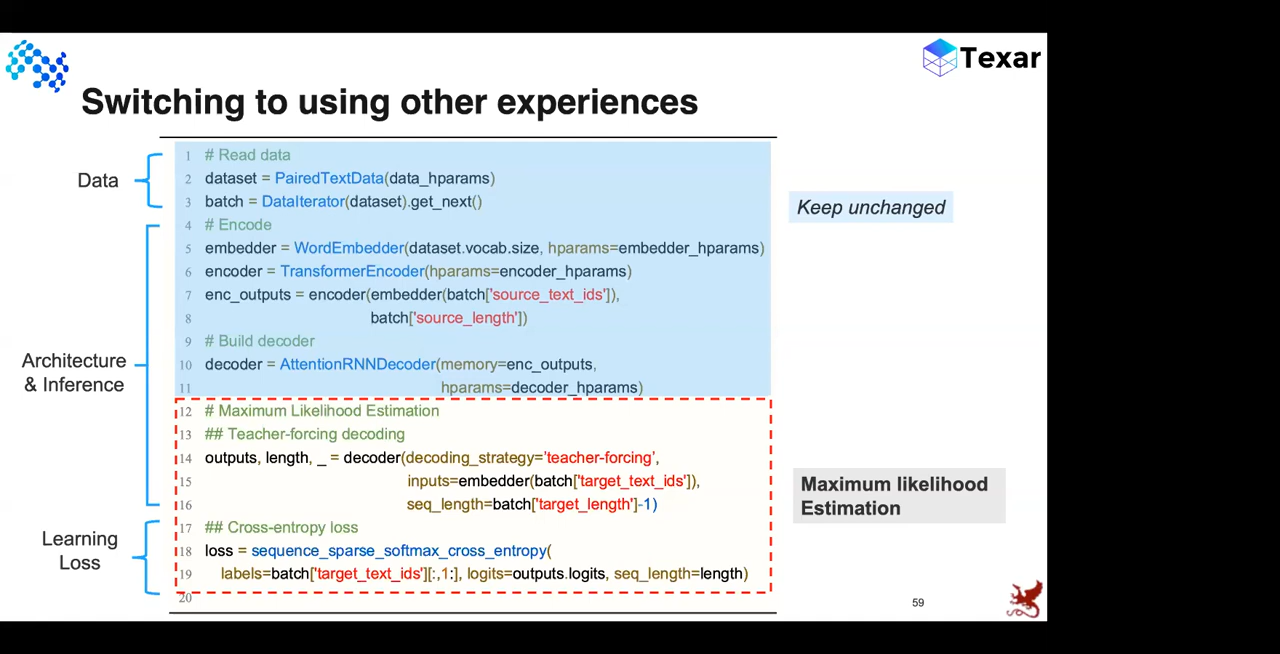 Texar
Switching to using other experiences
Data
Architecture
& Inference
Learning
Loss
1 # Read data
2 dataset = PairedTextData(data_hparams)
3 batch = DataIterator(dataset).get_next()
4 # Encode
5 embedder = WordEmbedder(dataset.vocab.size, hparams=embedder_hparams)
6 encoder = TransformerEncoder(hparams=encoder_hparams)
7 enc_outputs = encoder(embedder(batch['source_text_ids']),
8 batch['source_length'])
9 # Build decoder
10 decoder = AttentionRNNDecoder(memory=enc_outputs,
11 hparams=decoder_hparams)
12 # Maximum Likelihood Estimation
13 ## Teacher-forcing decoding
14 outputs, length, _ = decoder(decoding_strategy='teacher-forcing',
15 inputs=embedder(batch['target_text_ids']),
16 seq_length=batch['target_length']-1)
17 ## Cross-entropy loss
18 loss = sequence_sparse_softmax_cross_entropy(
19 labels=batch['target_text_ids'][:,1:], logits=outputs.logits, seq_length=length)
20
Keep unchanged
Maximum likelihood
Estimation
59